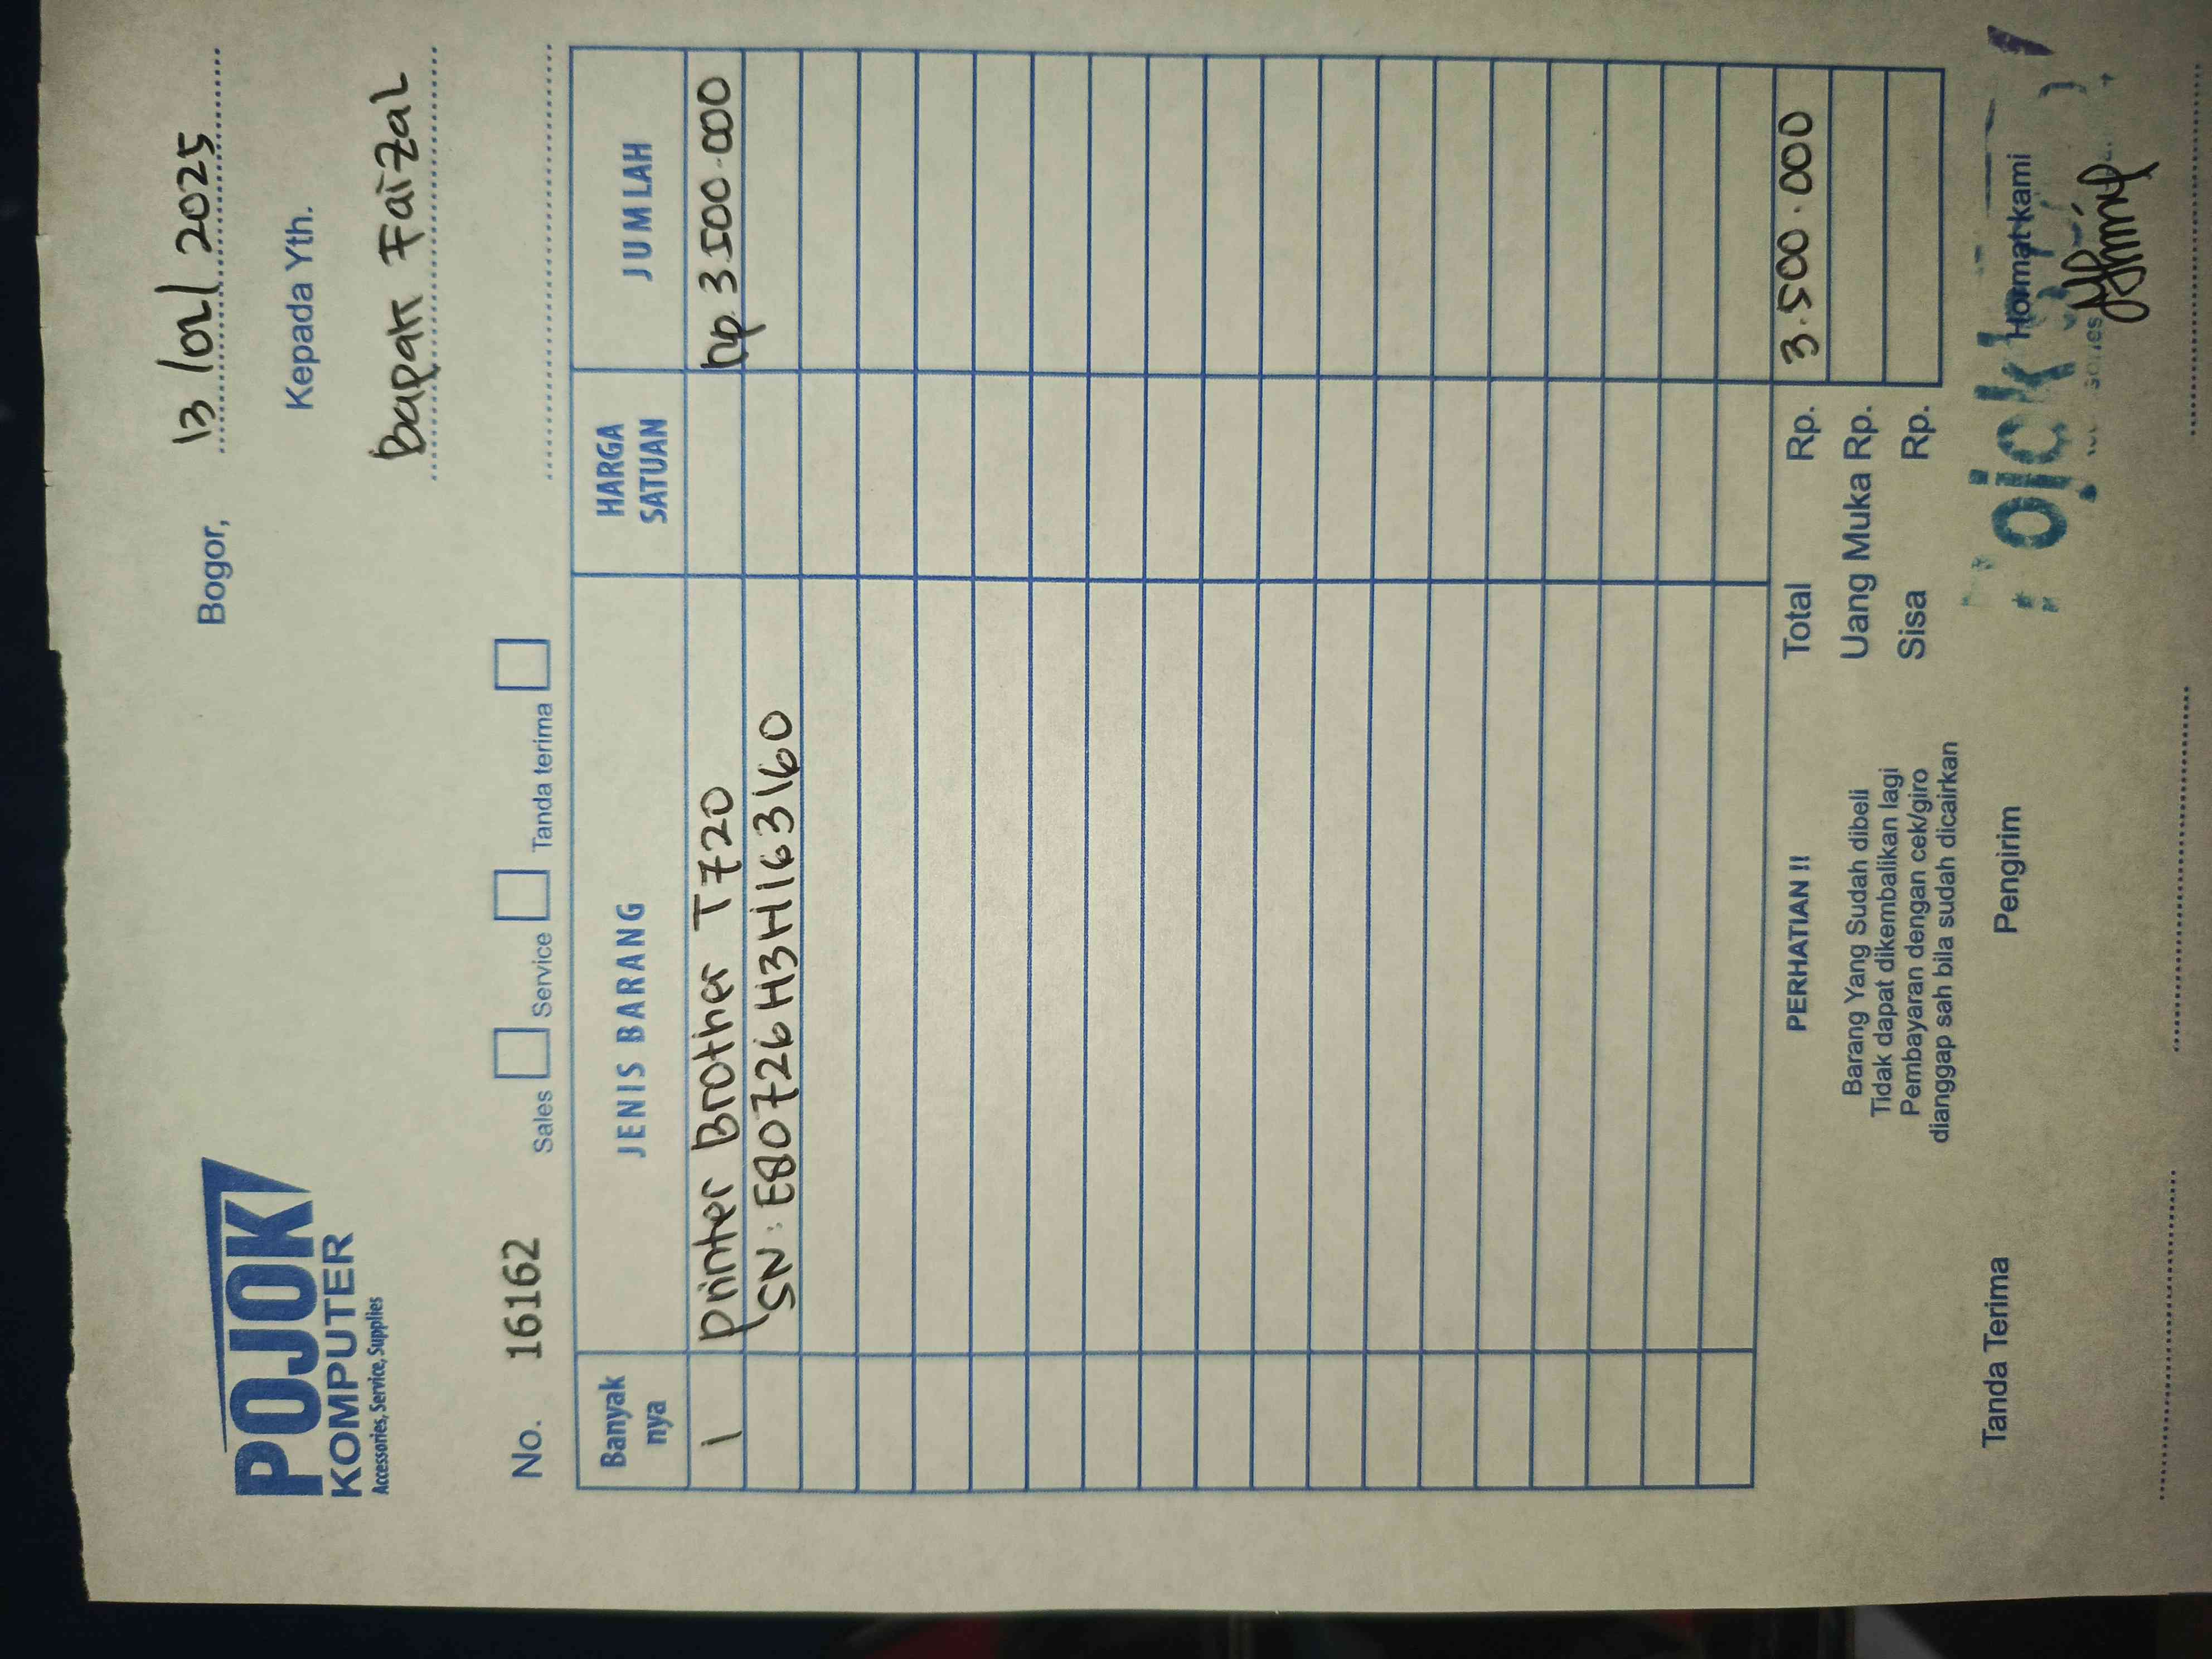 POJOK
KOMPUTER
Accessories, Service, Supplies
Bogor, 13/02/2025
Kepada Yth.
Bapak Faizal
No. 16162
Sales Service Tanda terima
Banyak nya JENIS BARANG HARGA SATUAN JUMLAH
1 Printer Brother T720 Rp. 3.500.000
SN: E80726H3H163160
PERHATIAN !! Total Rp. 3.500.000
Barang Yang Sudah dibeli Uang Muka Rp.
Tidak dapat dikembalikan lagi
Pembayaran dengan cek/giro Sisa Rp.
dianggap sah bila sudah dicairkan
Tanda Terima Pengirim Hormat kami